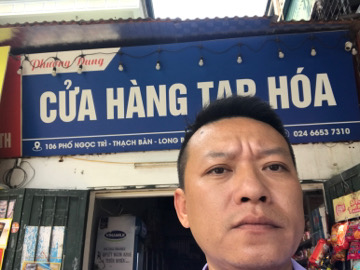 Phương Dung
CỬA HÀNG TẠP HÓA
106 PHỐ NGỌC TRÌ - THẠCH BÀN - LONG
024 6653 7310